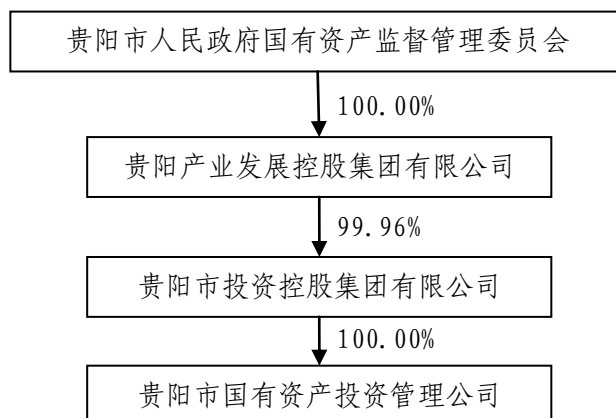 贵阳市人民政府国有资产监督管理委员会
100.00%
贵阳产业发展控股集团有限公司
99.96%
贵阳市投资控股集团有限公司
100.00%
贵阳市国有资产投资管理公司